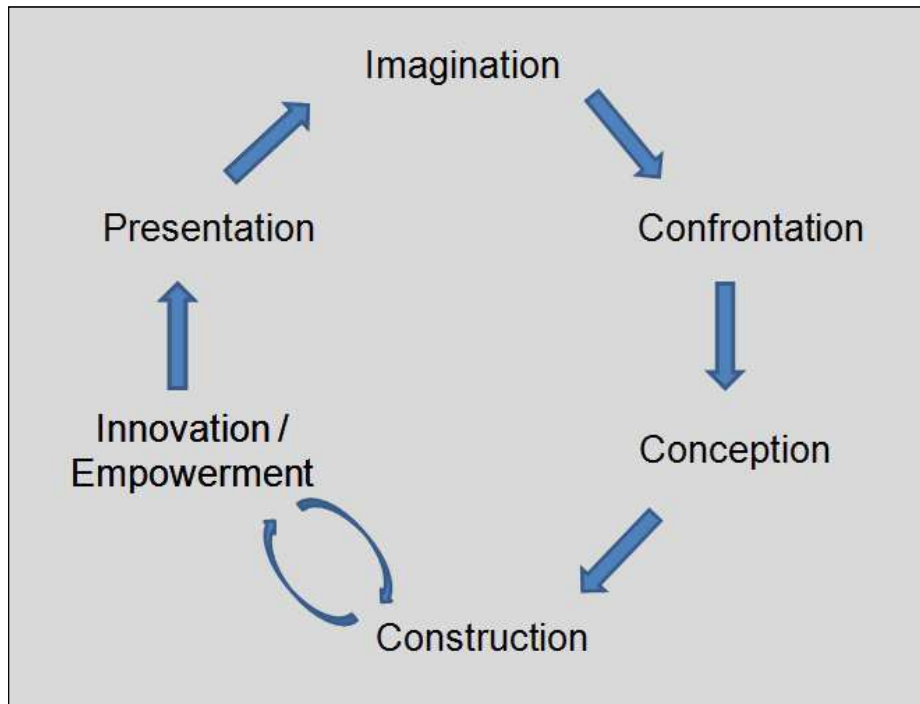 Imagination
Presentation
Confrontation
Innovation /
Empowerment
Conception
Construction